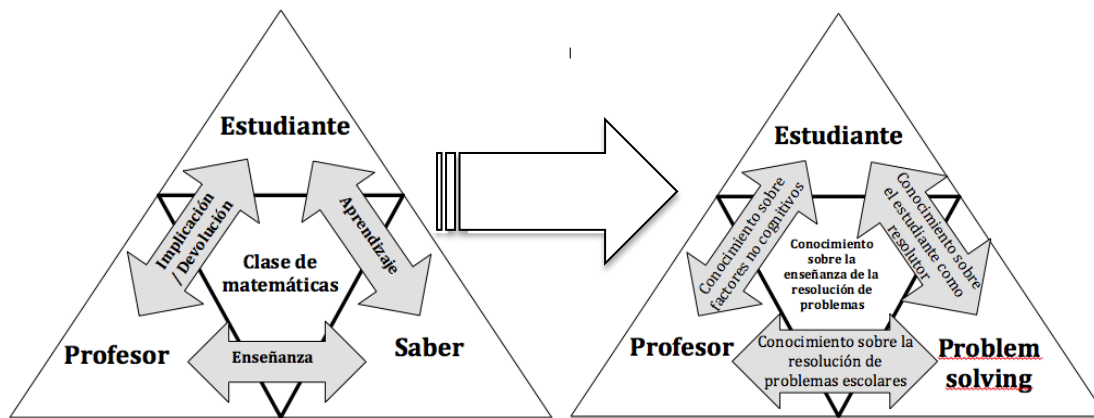 Estudiante
Implicación
/ Devolución
Aprendizaje
Clase de
matemáticas
Profesor
Enseñanza
Saber
Estudiante
Conocimiento sobre
factores no cognitivos
Conocimiento sobre
el estudiante como
resolutor
Conocimiento
sobre la
enseñanza de la
resolución de
problemas
Profesor
Conocimiento sobre la
resolución de
problemas escolares
Problem
solving